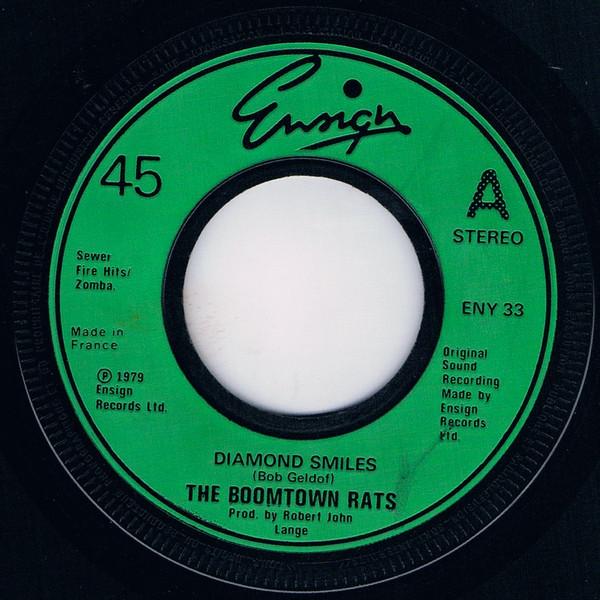 Ensign
45
A
STEREO
Sewer
Fire Hits/
Zomba.
ENY 33
Made in
France
℗ 1979
Ensign
Records Ltd.
Original
Sound
Recording
Made by
Ensign
Records
Ltd.
DIAMOND SMILES
(Bob Geldof)
THE BOOMTOWN RATS
Prod. by Robert John
Lange